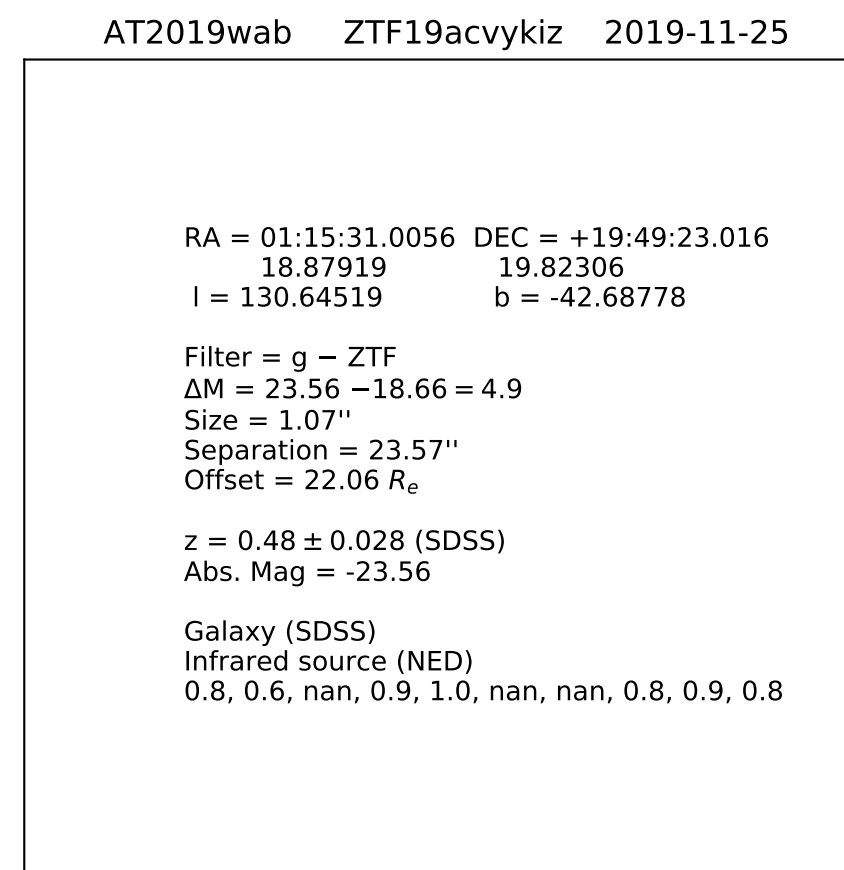 AT2019wab ZTF19acvykiz 2019-11-25
RA = 01:15:31.0056 DEC = +19:49:23.016
18.87919 19.82306
l = 130.64519 b = -42.68778
Filter = g − ZTF
ΔM = 23.56 −18.66 = 4.9
Size = 1.07''
Separation = 23.57''
Offset = 22.06 Re
z = 0.48 ± 0.028 (SDSS)
Abs. Mag = -23.56
Galaxy (SDSS)
Infrared source (NED)
0.8, 0.6, nan, 0.9, 1.0, nan, nan, 0.8, 0.9, 0.8